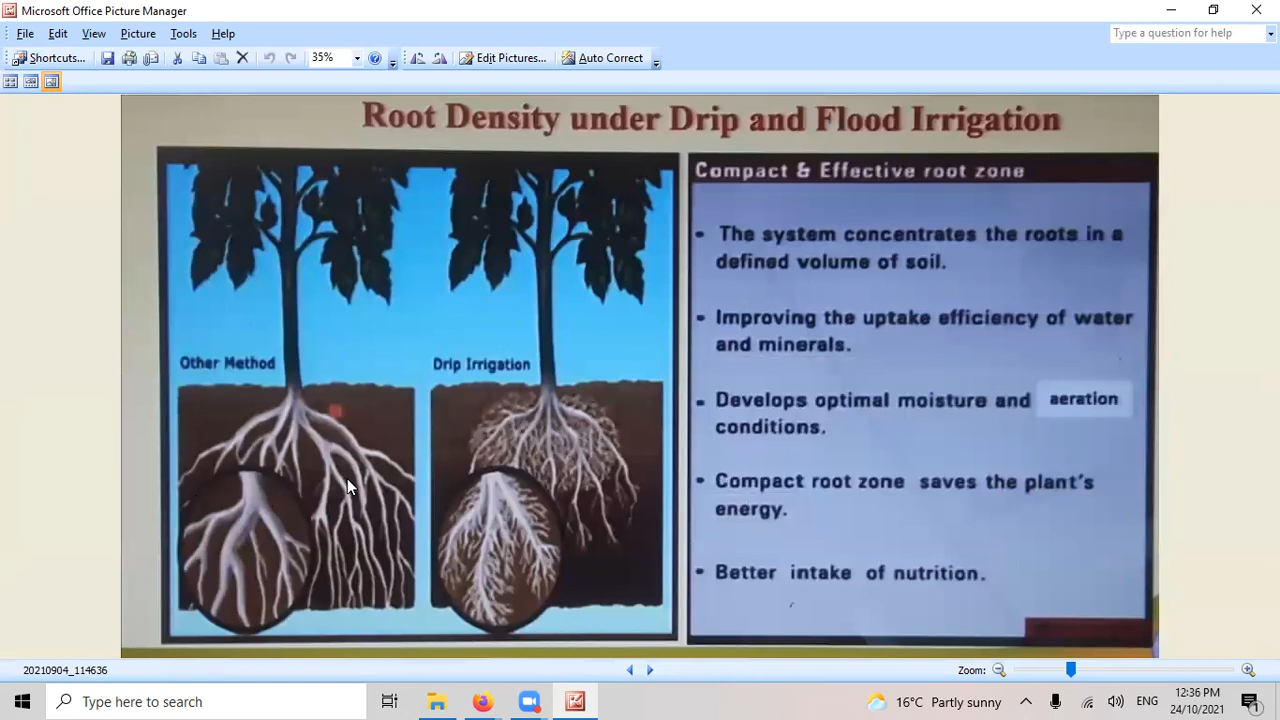 Microsoft Office Picture Manager
File Edit View Picture Tools Help
Type a question for help
Shortcuts...
35%
Edit Pictures...
Auto Correct
Root Density under Drip and Flood Irrigation
Other Method
Drip Irrigation
Compact & Effective root zone
• The system concentrates the roots in a
defined volume of soil.
• Improving the uptake efficiency of water
and minerals.
• Develops optimal moisture and aeration
conditions.
• Compact root zone saves the plant's
energy.
• Better intake of nutrition.
20210904_114636
Zoom:
Type here to search
16°C Partly sunny
ENG
12:36 PM
24/10/2021
1